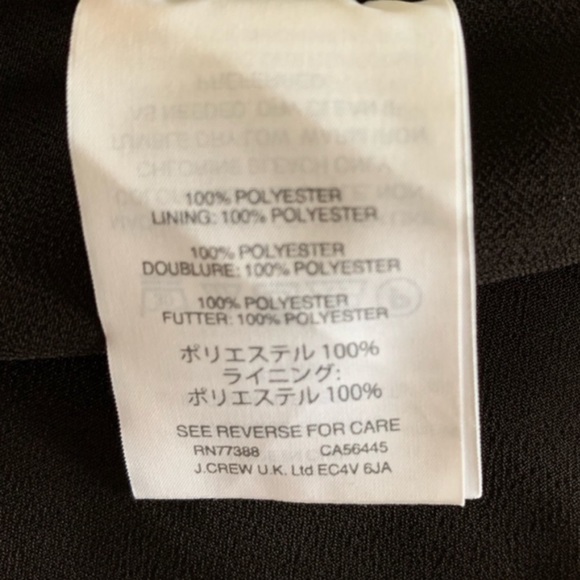 100% POLYESTER
LINING: 100% POLYESTER
100% POLYESTER
DOUBLURE: 100% POLYESTER
100% POLYESTER
FUTTER: 100% POLYESTER
ポリエステル 100%
ライニング:
ポリエステル 100%
SEE REVERSE FOR CARE
RN77388 CA56445
J.CREW U.K. Ltd EC4V 6JA